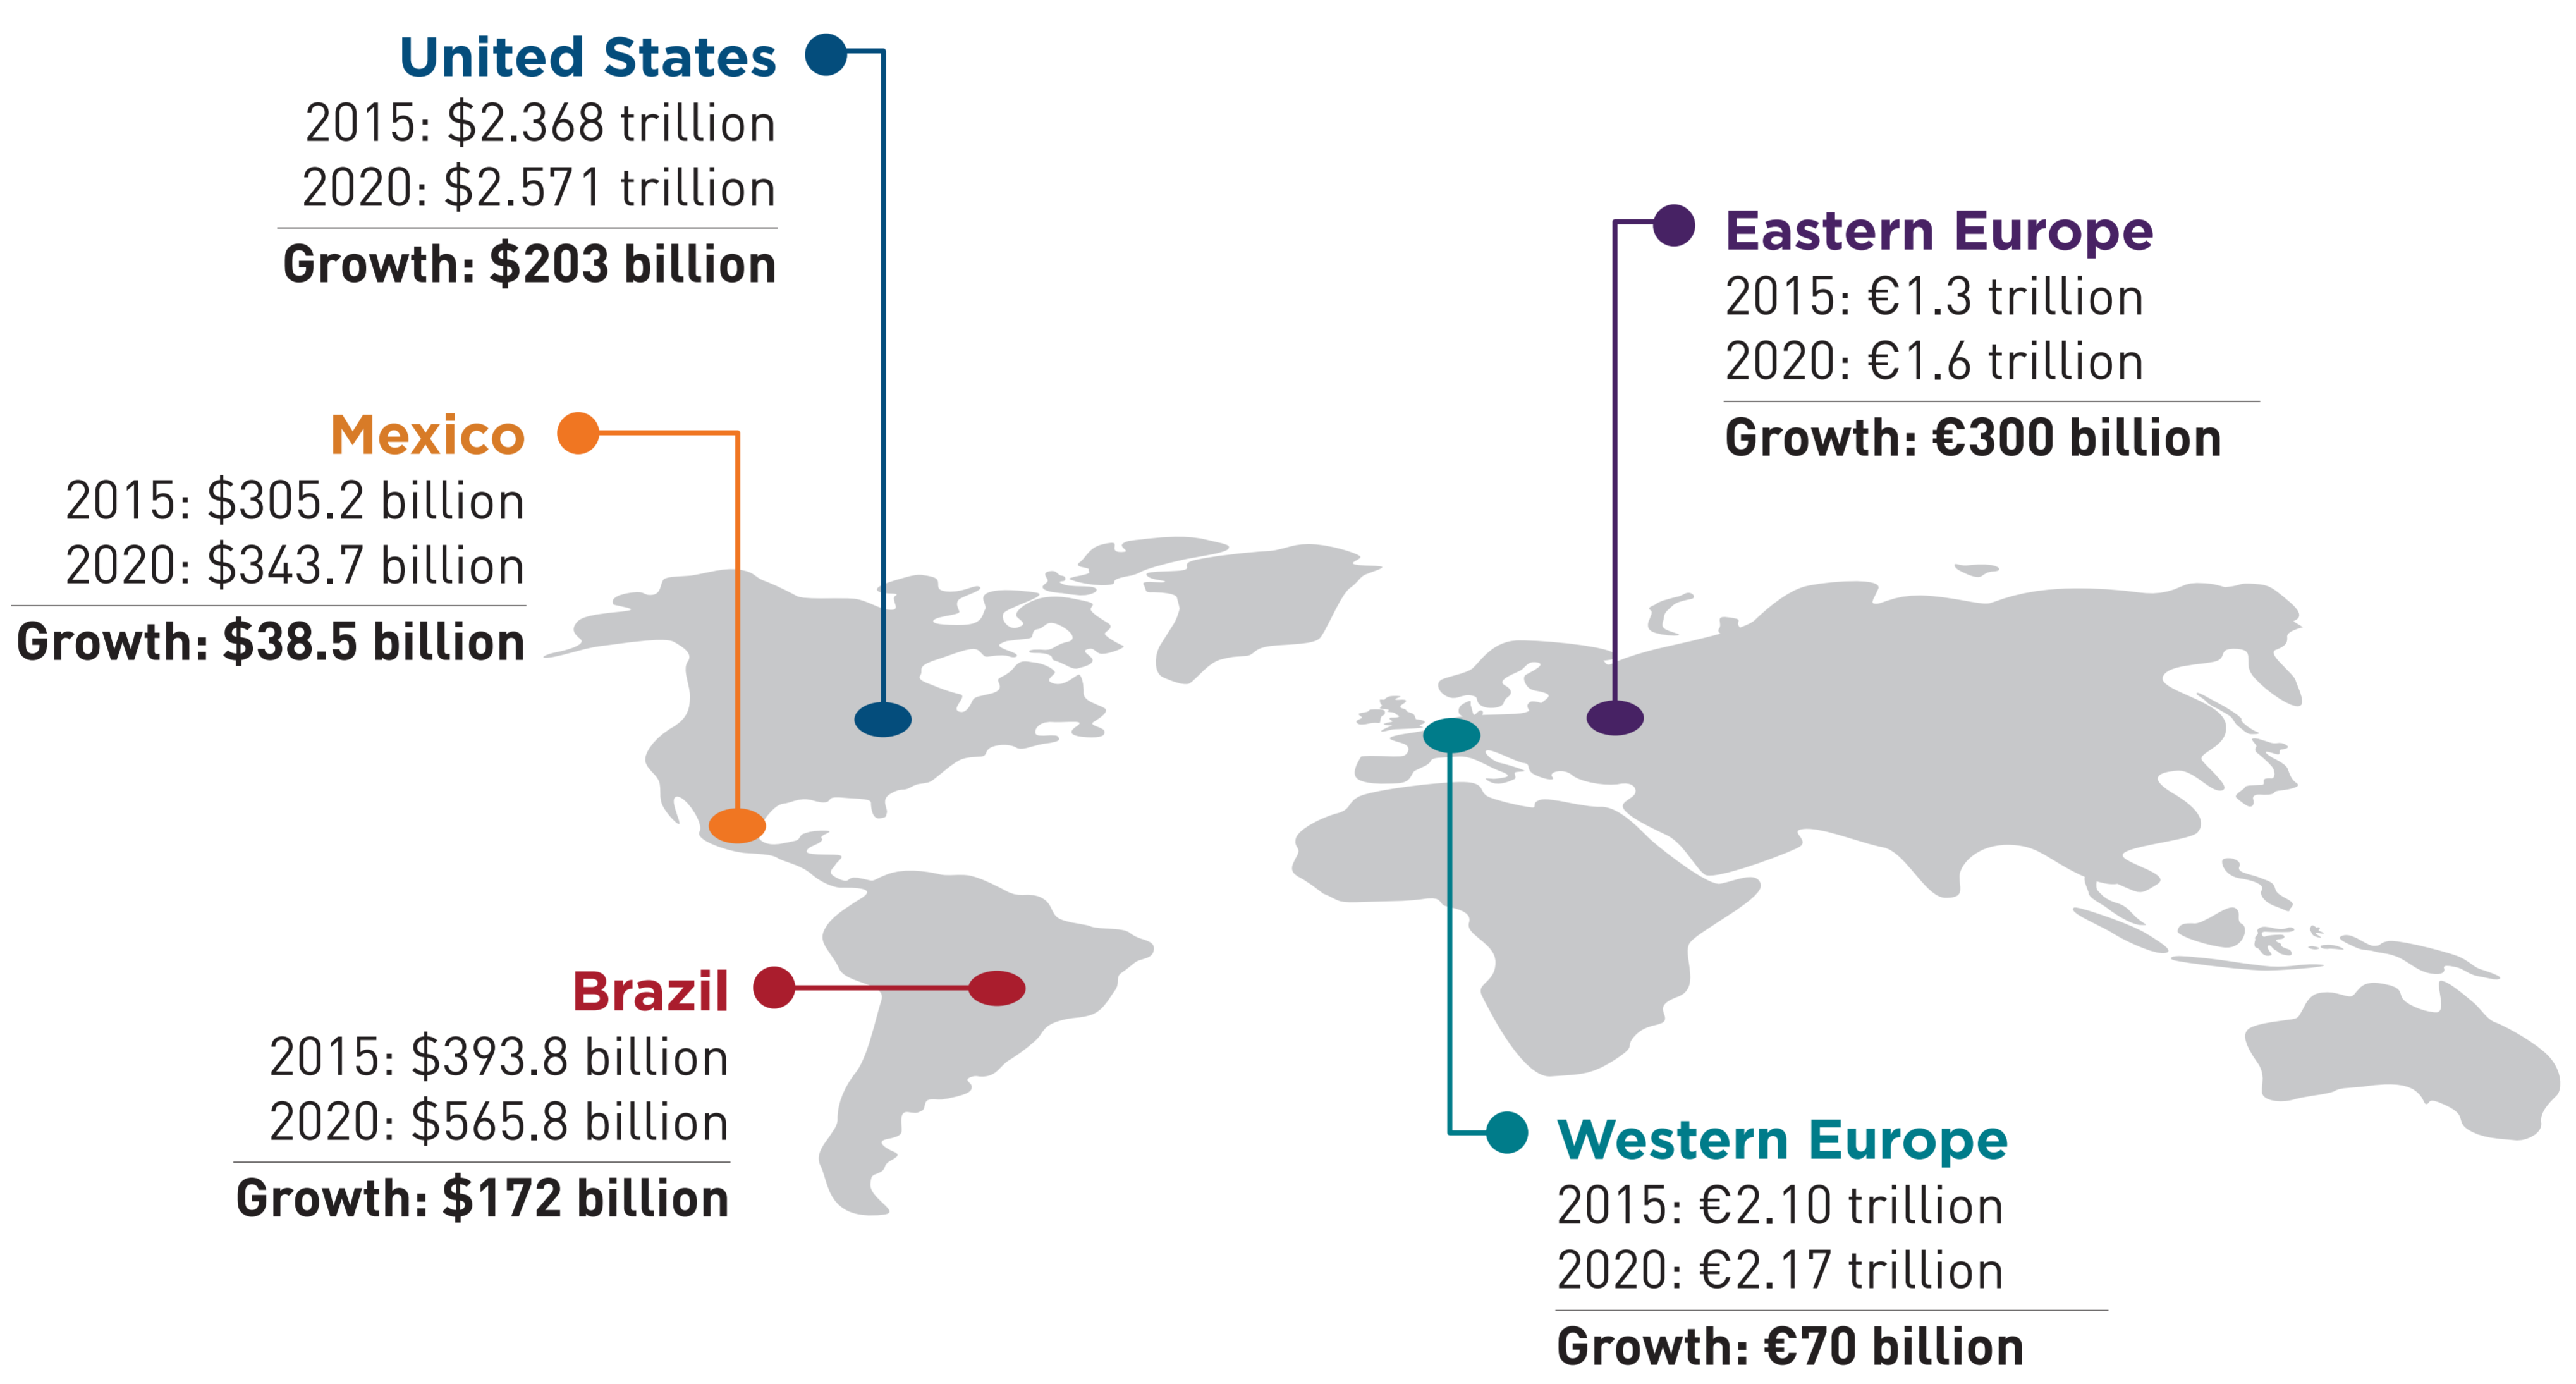 United States
2015: $2.368 trillion
2020: $2.571 trillion
Growth: $203 billion
Mexico
2015: $305.2 billion
2020: $343.7 billion
Growth: $38.5 billion
Brazil
2015: $393.8 billion
2020: $565.8 billion
Growth: $172 billion
Eastern Europe
2015: €1.3 trillion
2020: €1.6 trillion
Growth: €300 billion
Western Europe
2015: €2.10 trillion
2020: €2.17 trillion
Growth: €70 billion